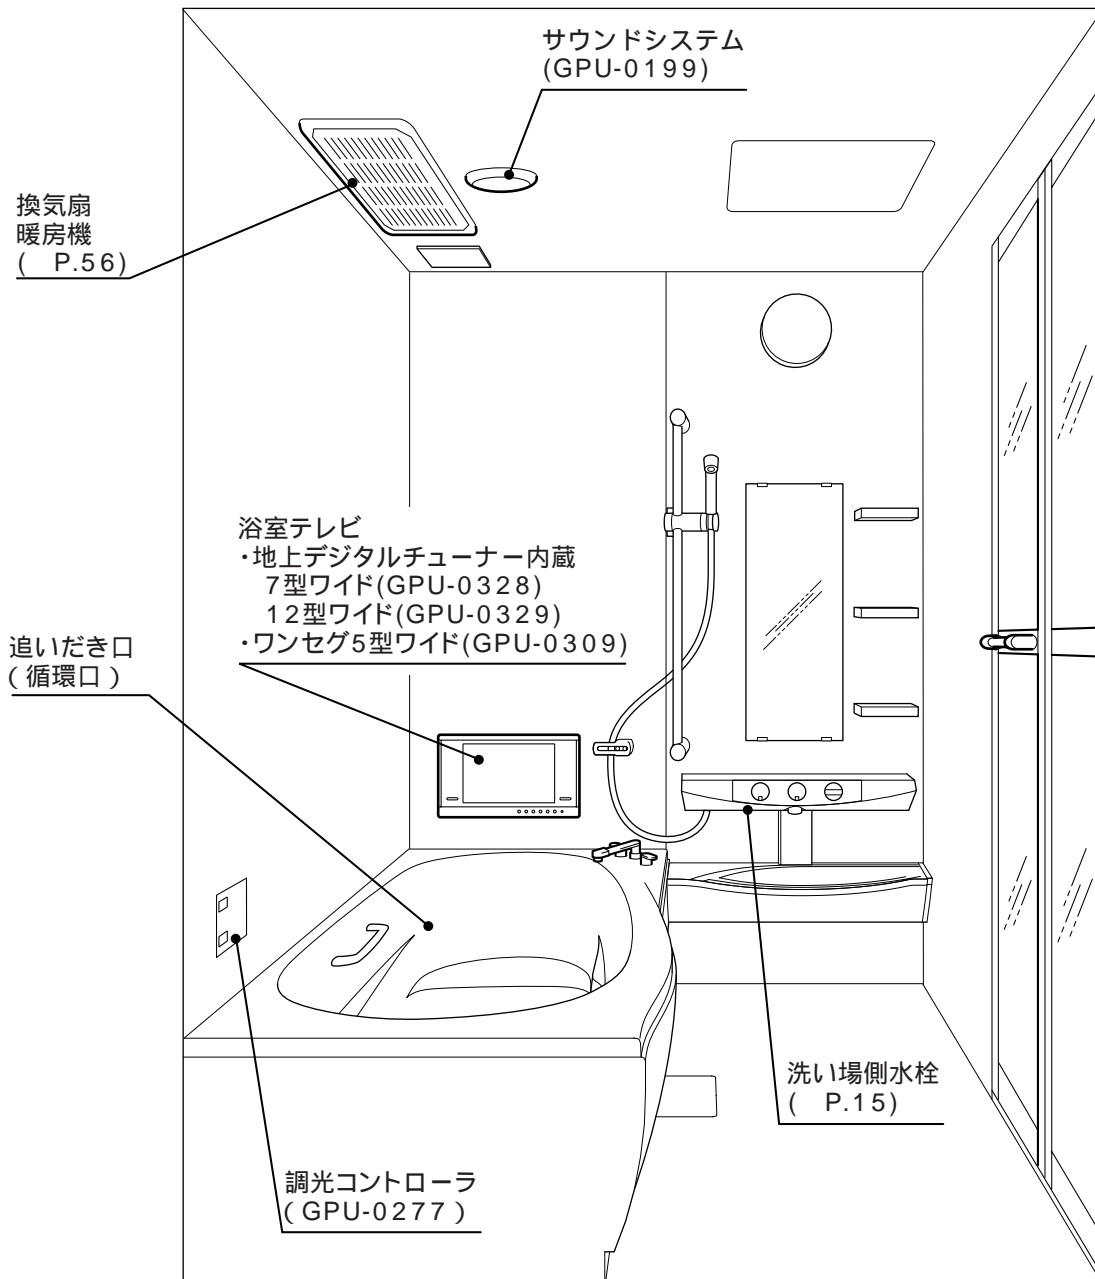 サウンドシステム
(GPU-0199)
換気扇
暖房機
( P.56)
浴室テレビ
・地上デジタルチューナー内蔵
7型ワイド(GPU-0328)
12型ワイド(GPU-0329)
・ワンセグ5型ワイド(GPU-0309)
追いだき口
(循環口)
洗い場側水栓
( P.15)
調光コントローラ
(GPU-0277)